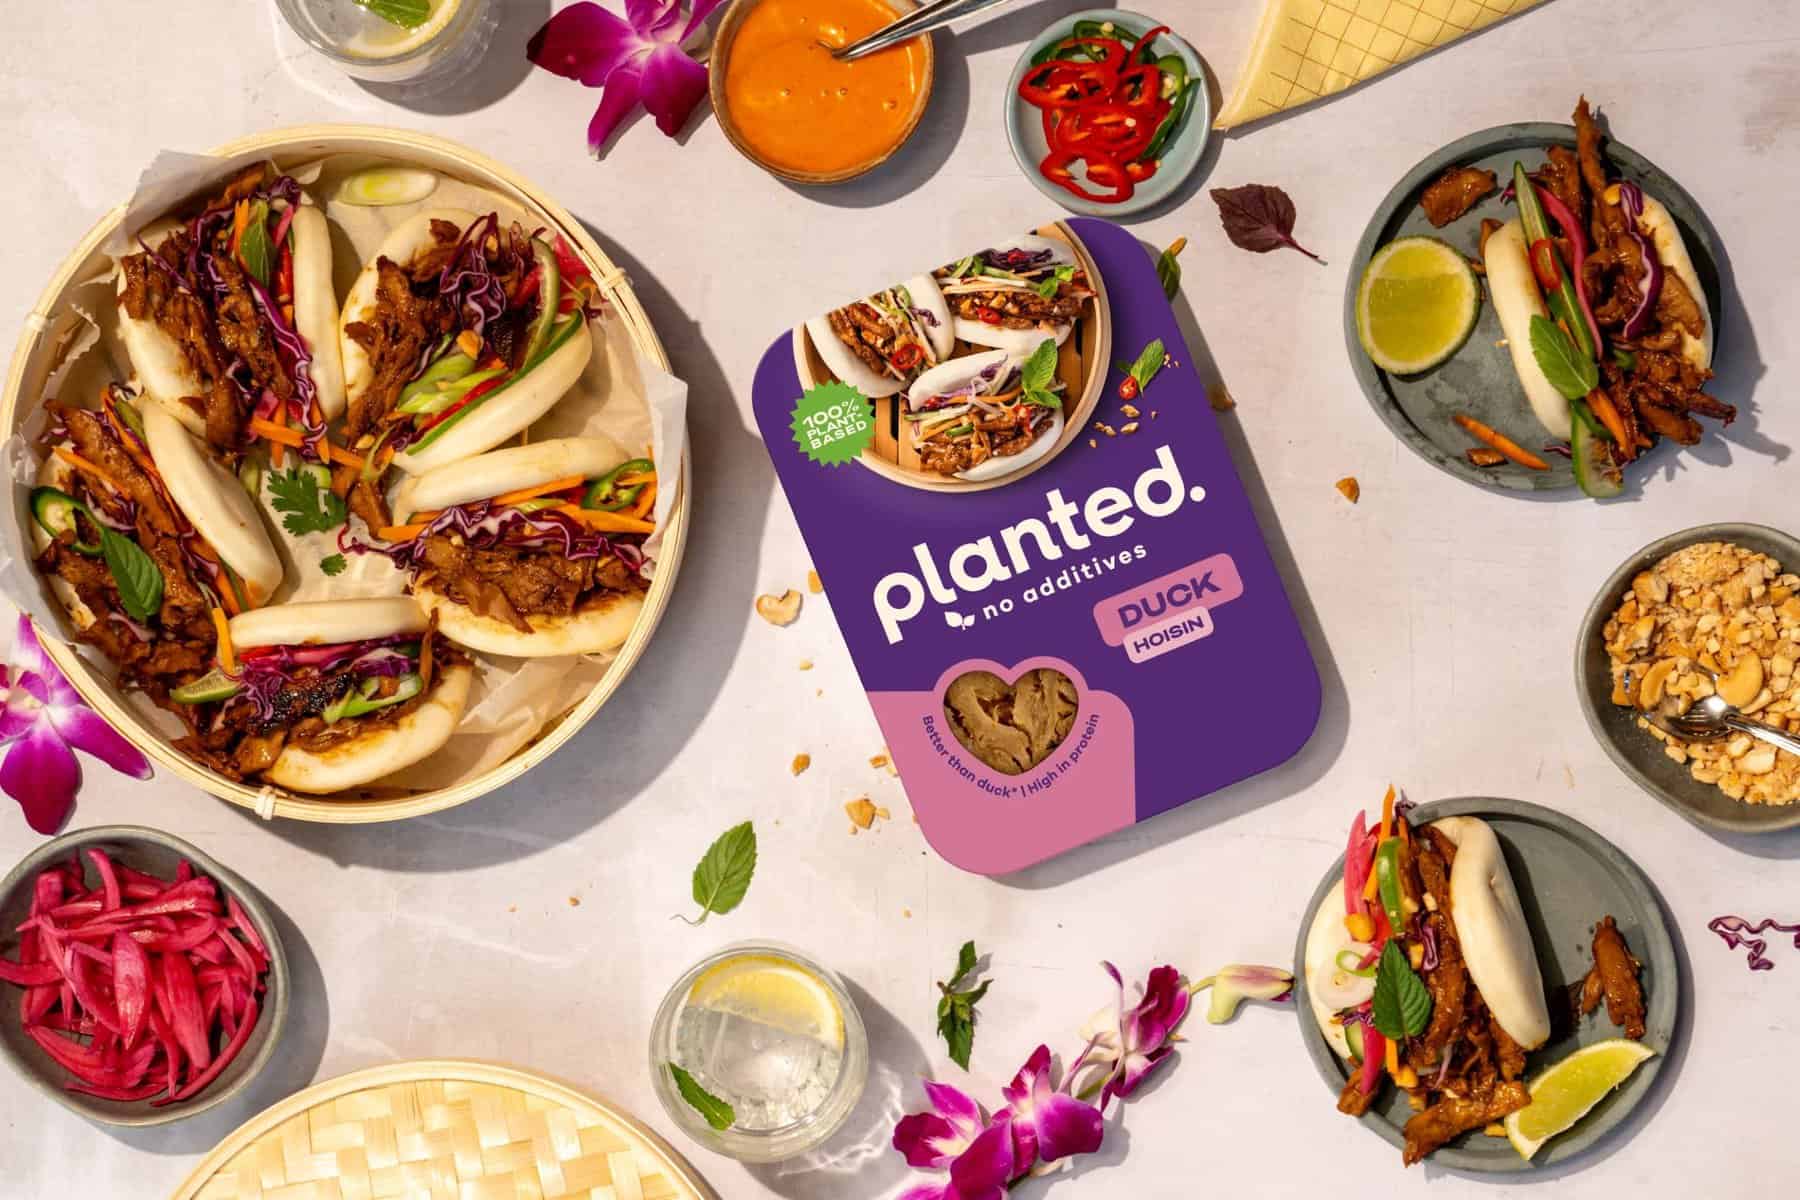 100%
PLANT-
BASED
planted.
no additives
DUCK
HOISIN
Better than duck* | High in protein